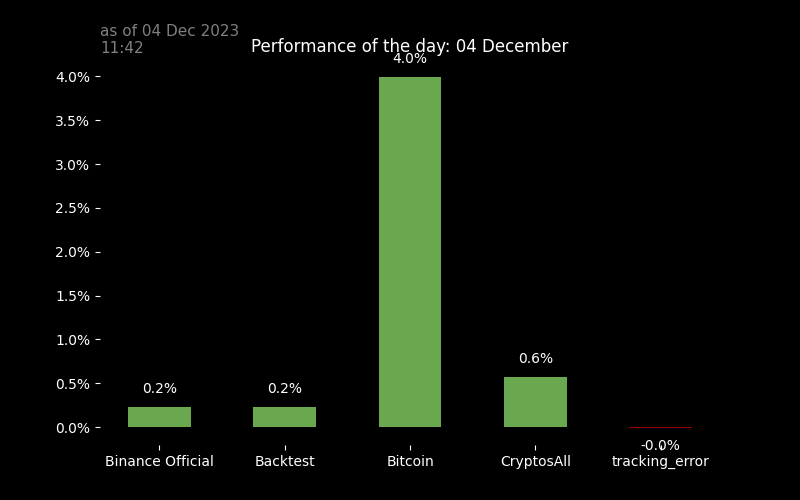 as of 04 Dec 2023
11:42
Performance of the day: 04 December
4.0%
4.0%
3.5%
3.0%
2.5%
2.0%
1.5%
1.0%
0.6%
0.5%
0.2%
0.2%
0.0%
-0.0%
Binance Official
Backtest
Bitcoin
CryptosAll
tracking_error